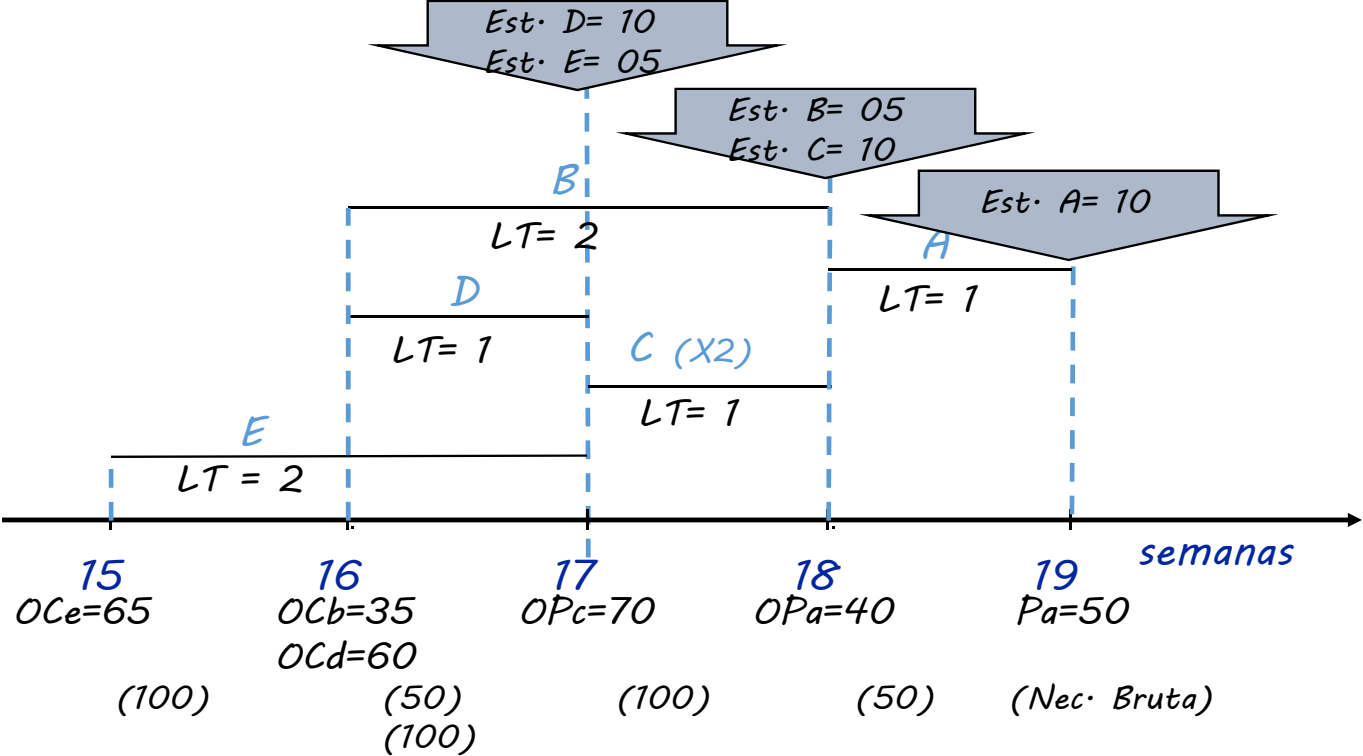 Est. D= 10
Est. E= 05
Est. B= 05
Est. C= 10
Est. A= 10
B
LT= 2
A
LT= 1
D
LT= 1
C (X2)
LT= 1
E
LT = 2
semanas
15 16 17 18 19
OCe=65 OCb=35 OPc=70 OPa=40 Pa=50
OCd=60
(100) (50) (100) (50) (Nec. Bruta)
(100)